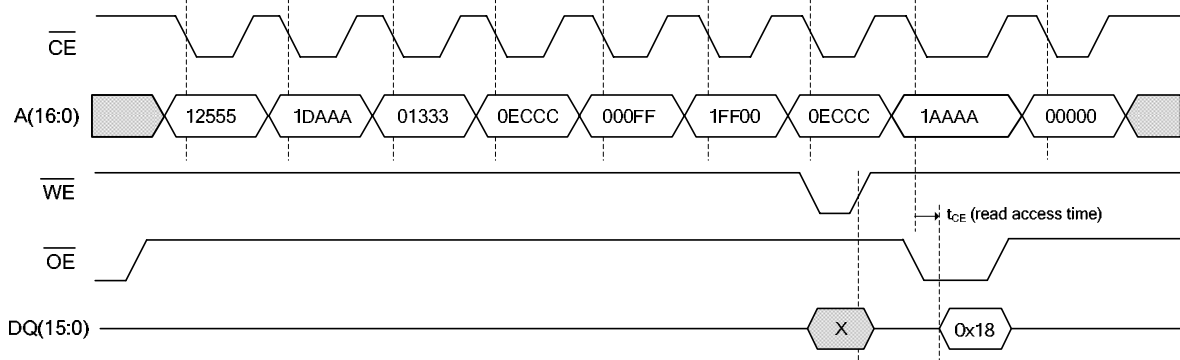 CE
A(16:0) 12555 1DAAA 01333 0ECCC 000FF 1FF00 0ECCC 1AAAA 00000
WE
tCE (read access time)
OE
DQ(15:0) X 0x18